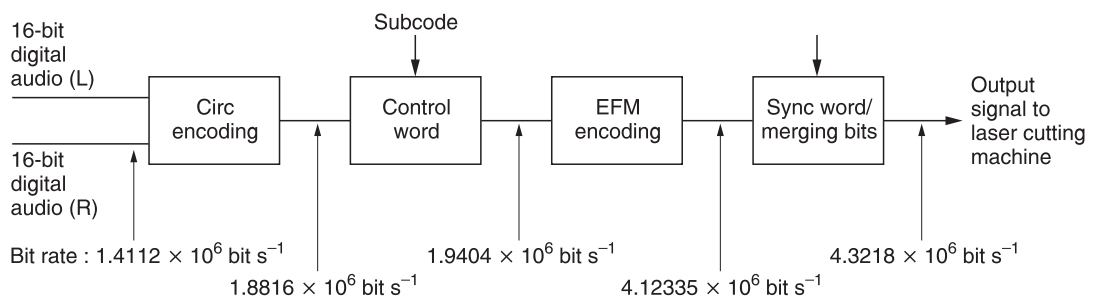 Subcode
16-bit
digital
audio (L)
Circ
encoding
Control
word
EFM
encoding
Sync word/
merging bits
Output
signal to
laser cutting
machine
16-bit
digital
audio (R)
Bit rate : 1.4112 × 10⁶ bit s⁻¹
1.8816 × 10⁶ bit s⁻¹
1.9404 × 10⁶ bit s⁻¹
4.12335 × 10⁶ bit s⁻¹
4.3218 × 10⁶ bit s⁻¹